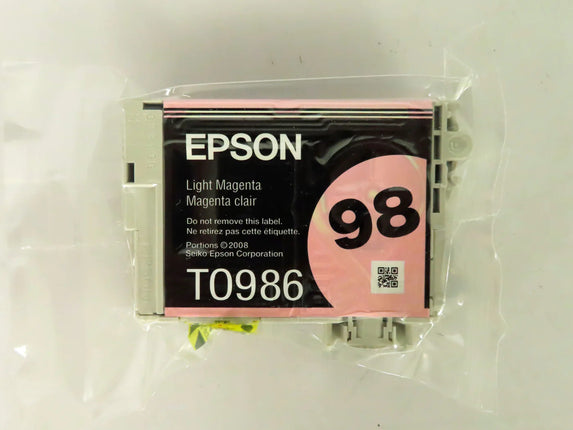 EPSON
Light Magenta
Magenta clair
Do not remove this label.
Ne retirez pas cette étiquette.
Portions ©2008
Seiko Epson Corporation
T0986
98